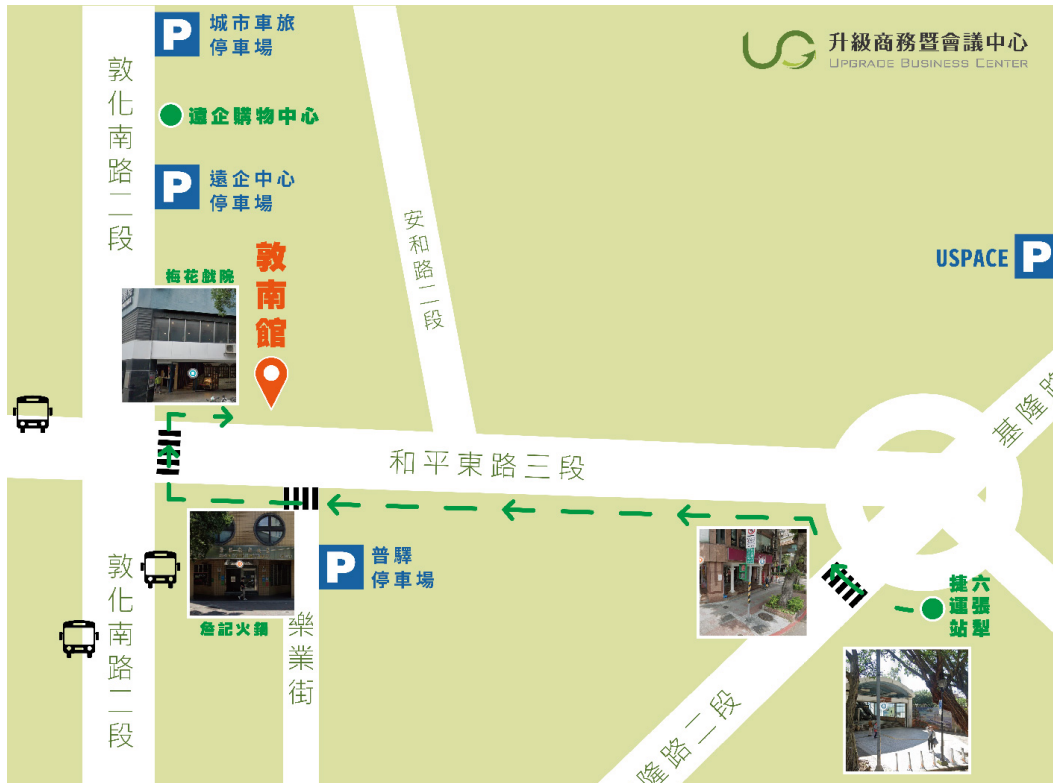 城市車旅
停車場
升級商務暨會議中心
UPGRADE BUSINESS CENTER
敦化南路二段
遠企購物中心
遠企中心
停車場
安和路二段
敦南館
梅花戲院
USPACE
基隆路
和平東路三段
普驛
停車場
敦化南路二段
詹記火鍋
樂業街
六張犁
捷運站
隆路二段
P
P
P
P